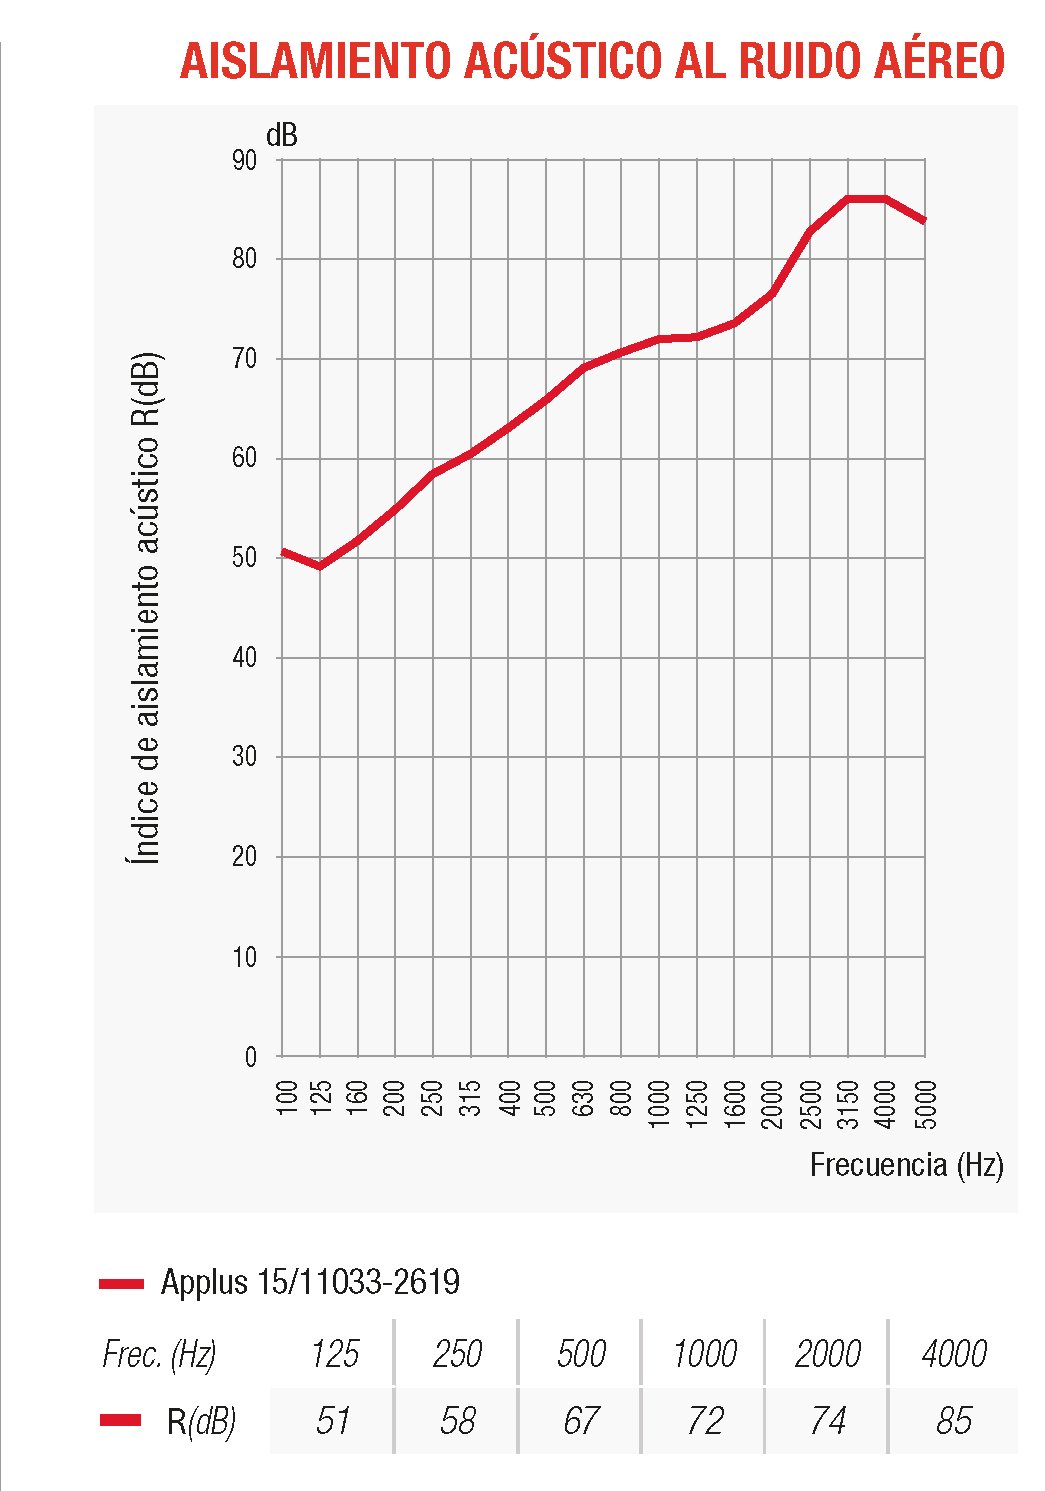 AISLAMIENTO ACÚSTICO AL RUIDO AÉREO
dB
90
80
70
60
50
40
30
20
10
0
Índice de aislamiento acústico R(dB)
100 125 160 200 250 315 400 500 630 800 1000 1250 1600 2000 2500 3150 4000 5000
Frecuencia (Hz)
Applus 15/11033-2619
Frec. (Hz) 125 250 500 1000 2000 4000
R(dB) 51 58 67 72 74 85